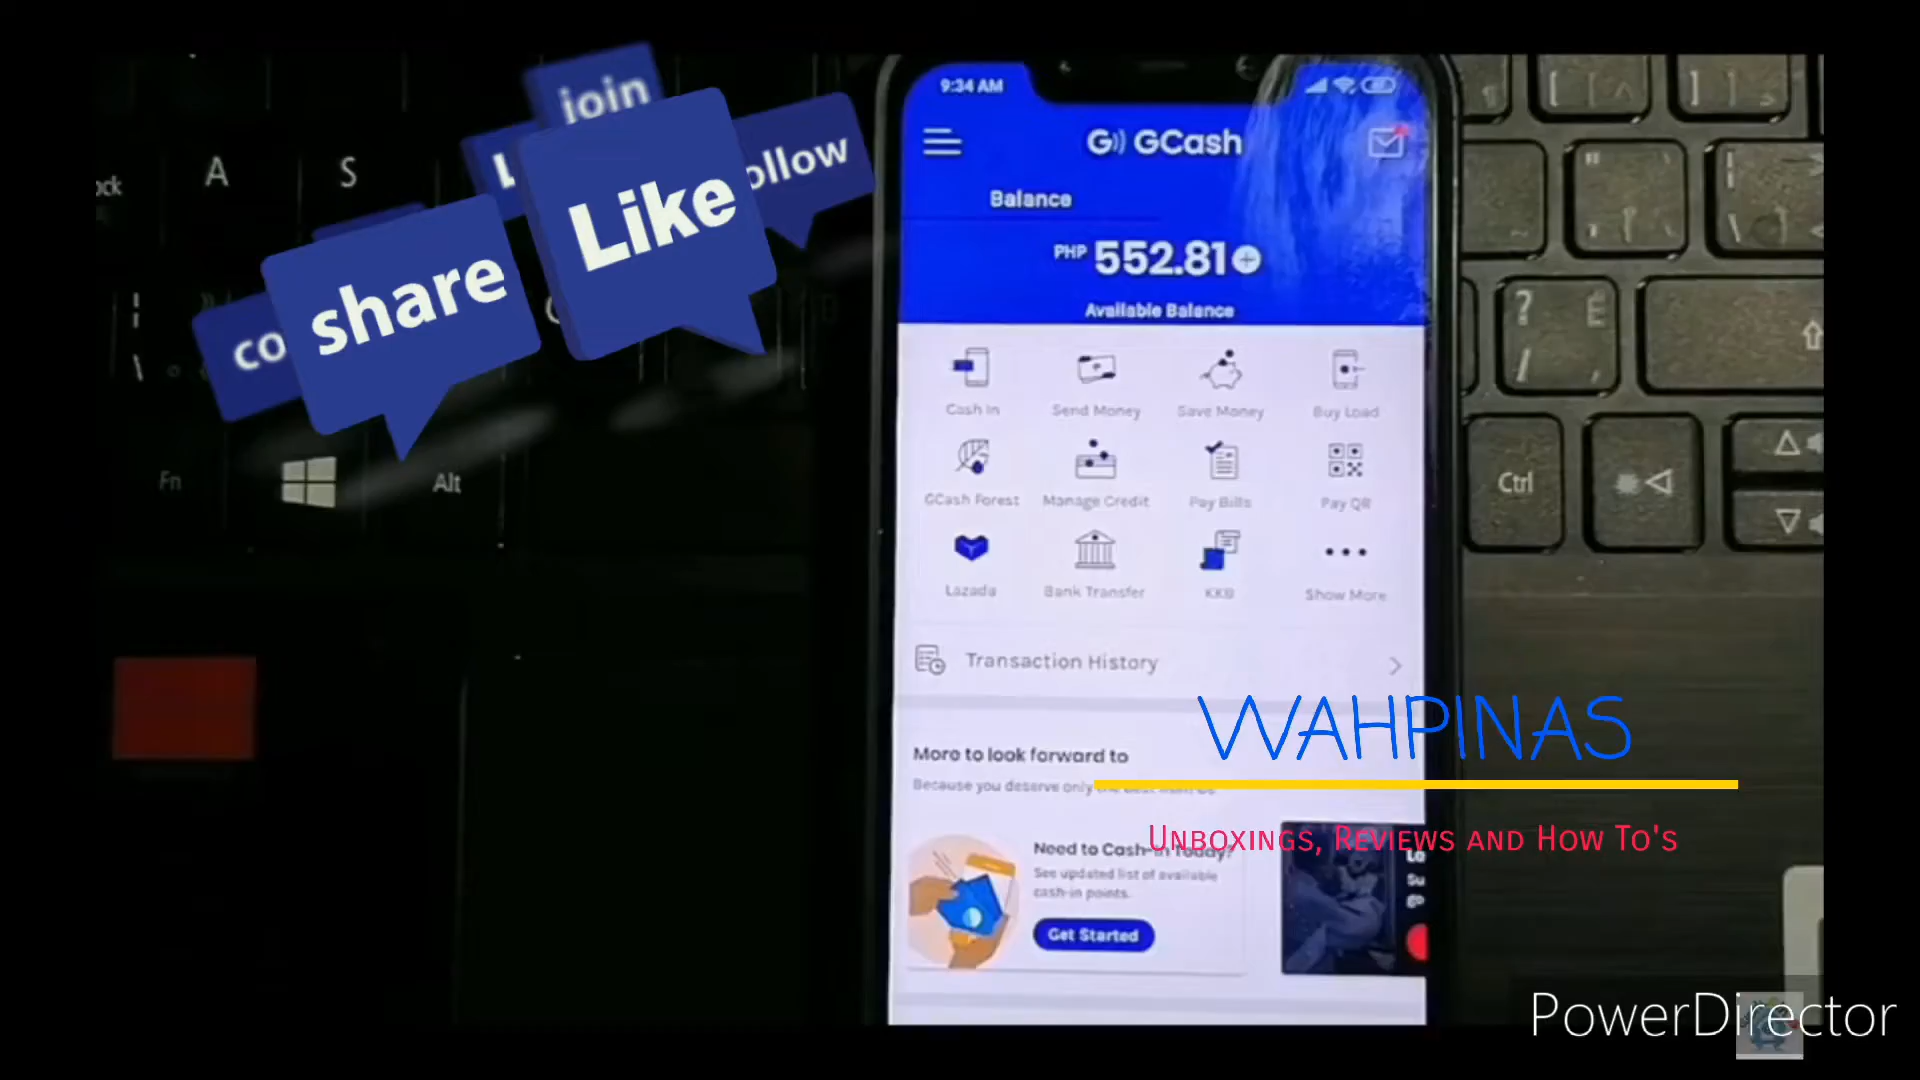 join
Like
share
co
ollow
A
S
Fn
Alt
Ctrl
9:34 AM
GCash
Balance
PHP 552.81
Available Balance
Cash In
Send Money
Save Money
Buy Load
GCash Forest
Manage Credit
Pay Bills
Pay QR
Lazada
Bank Transfer
KKB
Show More
Transaction History
More to look forward to
Because you deserve only
Need to Cash-in Today?
See updated list of available
cash-in points.
Get Started
WAHPINAS
Unboxings, Reviews and How To's
PowerDirector